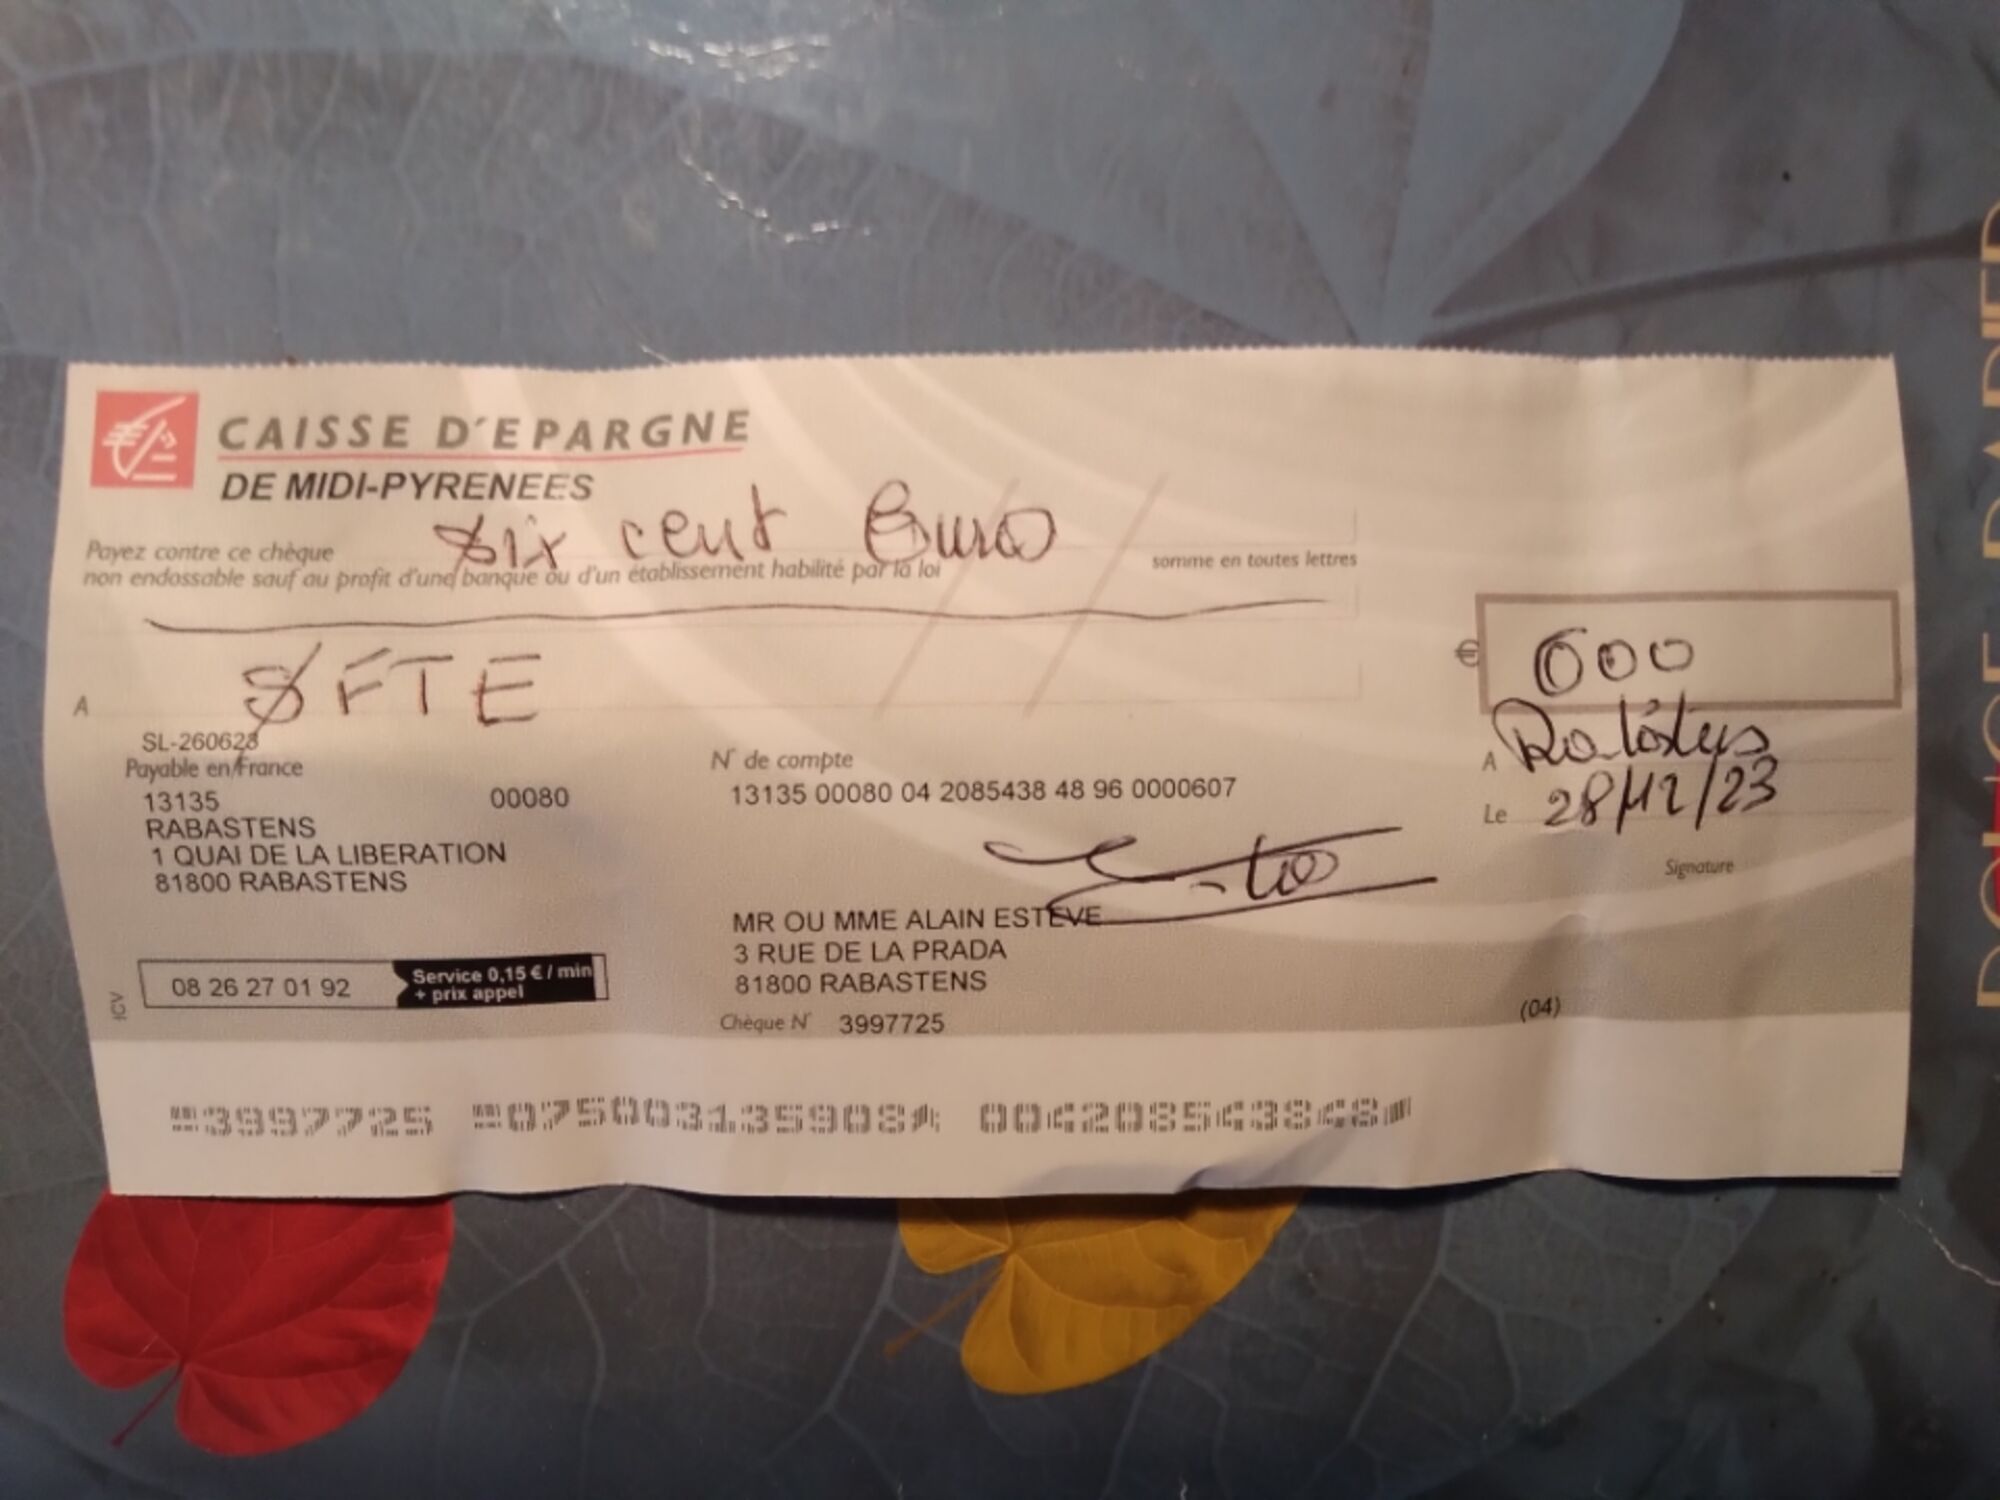 CAISSE D'EPARGNE
DE MIDI-PYRENEES
six cent Euro
Payez contre ce chèque
non endossable sauf au profit d'une banque ou d'un établissement habilité par la loi
somme en toutes lettres
€ 600
A SFTE
A
Le 28/12/23
Signature
SL-260623
Payable en France
13135 00080
RABASTENS
1 QUAI DE LA LIBERATION
81800 RABASTENS
N° de compte
13135 00080 04 2085438 48 96 0000607
MR OU MME ALAIN ESTEVE
3 RUE DE LA PRADA
81800 RABASTENS
08 26 27 01 92
Service 0,15 € / min
+ prix appel
ICV
Chèque N° 3997725
(04)
3997725 075003135908 004208543848